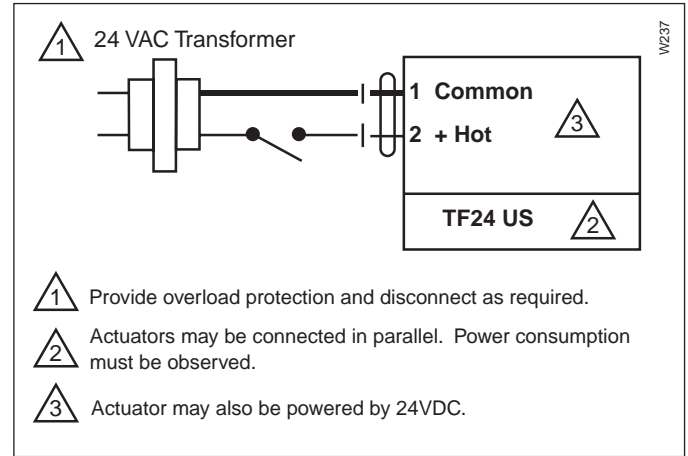 1 24 VAC Transformer
W237
1 Common
2 + Hot
3
TF24 US 2
1 Provide overload protection and disconnect as required.
2 Actuators may be connected in parallel. Power consumption
must be observed.
3 Actuator may also be powered by 24VDC.